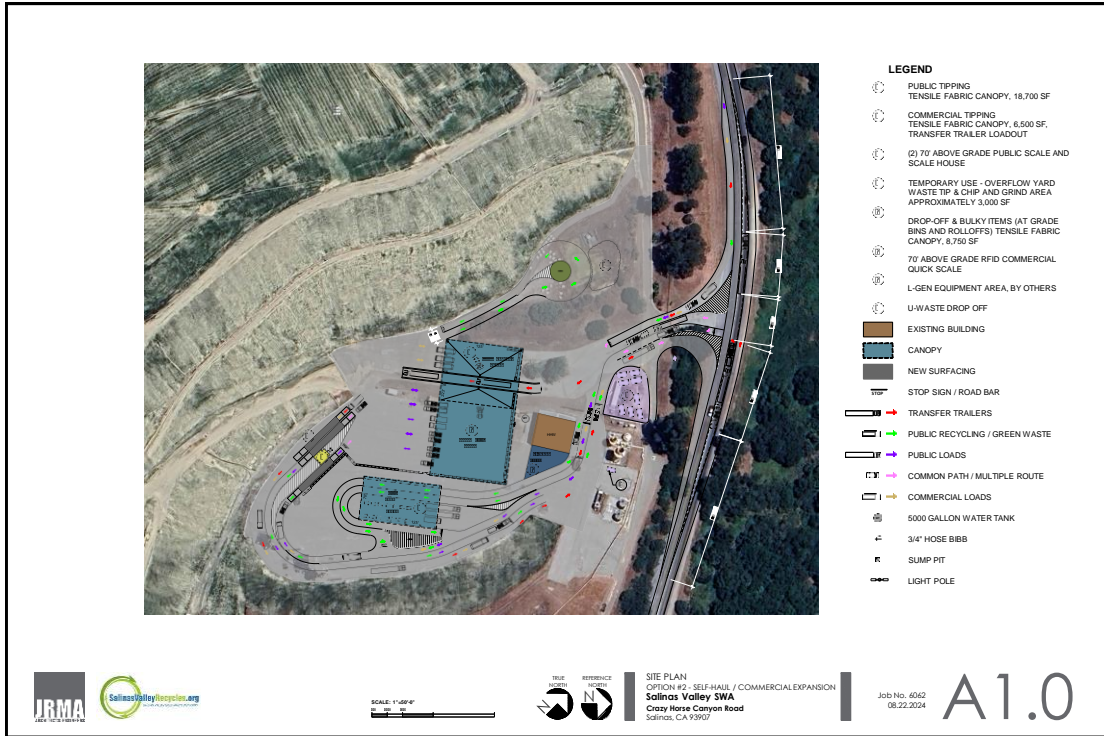 LEGEND
PUBLIC TIPPING
TENSILE FABRIC CANOPY, 18,700 SF
COMMERCIAL TIPPING
TENSILE FABRIC CANOPY, 6,500 SF,
TRANSFER TRAILER LOADOUT
(2) 70' ABOVE GRADE PUBLIC SCALE AND
SCALE HOUSE
TEMPORARY USE - OVERFLOW YARD
WASTE TIP & CHIP AND GRIND AREA
APPROXIMATELY 3,000 SF
DROP-OFF & BULKY ITEMS (AT GRADE
BINS AND ROLLOFFS) TENSILE FABRIC
CANOPY, 8,750 SF
70' ABOVE GRADE RFID COMMERCIAL
QUICK SCALE
L-GEN EQUIPMENT AREA, BY OTHERS
U-WASTE DROP OFF
EXISTING BUILDING
CANOPY
NEW SURFACING
STOP
STOP SIGN / ROAD BAR
TRANSFER TRAILERS
PUBLIC RECYCLING / GREEN WASTE
PUBLIC LOADS
COMMON PATH / MULTIPLE ROUTE
COMMERCIAL LOADS
5000 GALLON WATER TANK
3/4" HOSE BIBB
SUMP PIT
LIGHT POLE
JRMA
SalinasValleyRecycles.org
SCALE: 1"=50'-0"
TRUE
NORTH
REFERENCE
NORTH
SITE PLAN
OPTION #2 - SELF-HAUL / COMMERCIAL EXPANSION
Salinas Valley SWA
Crazy Horse Canyon Road
Salinas, CA 93907
Job No. 6062
08.22.2024
A1.0